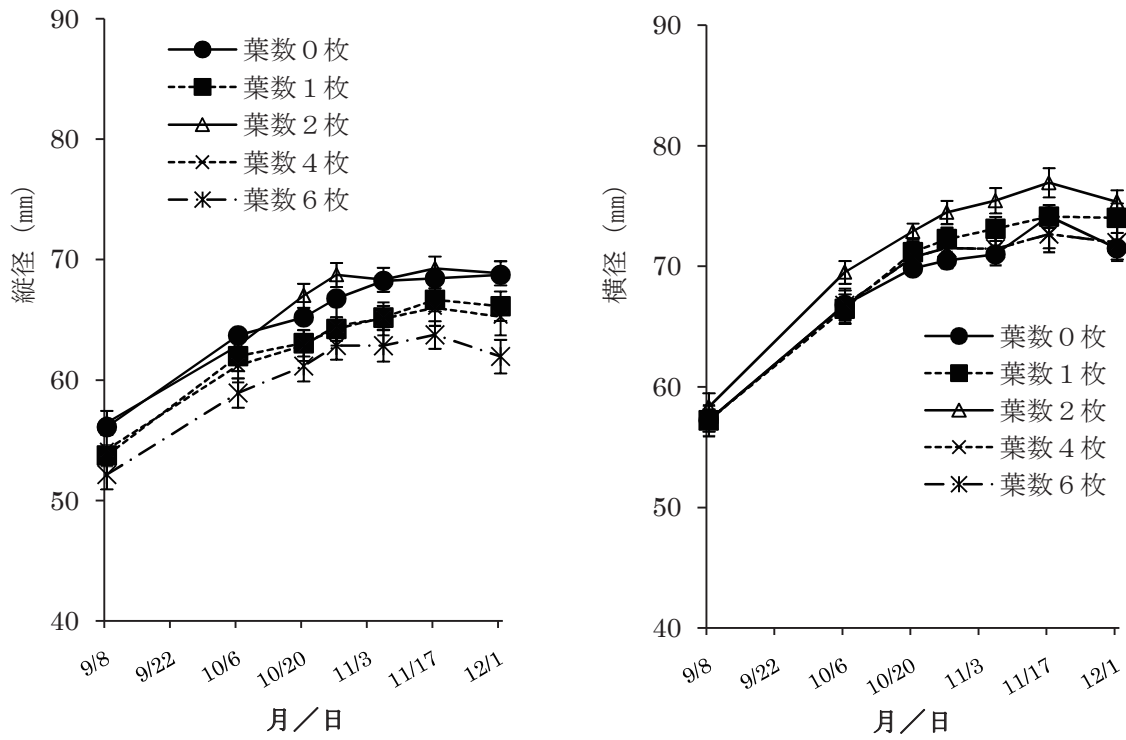 90
80
70
60
50
40
縦径 (㎜)
葉数０枚
葉数１枚
葉数２枚
葉数４枚
葉数６枚
9/8
9/22
10/6
10/20
11/3
11/17
12/1
月／日
90
80
70
60
50
40
横径 (㎜)
葉数０枚
葉数１枚
葉数２枚
葉数４枚
葉数６枚
9/8
9/22
10/6
10/20
11/3
11/17
12/1
月／日